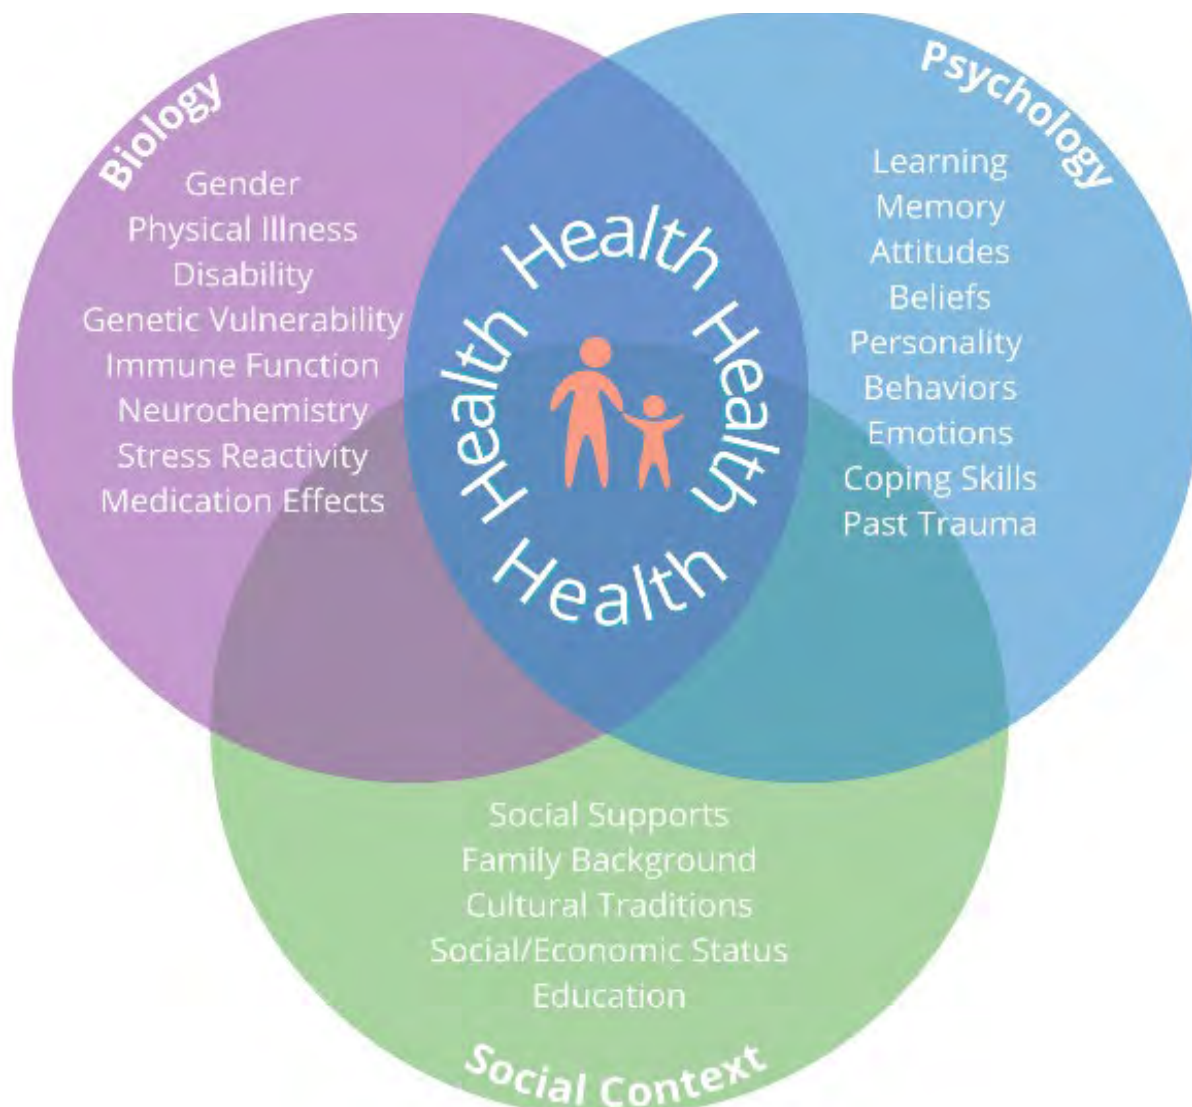 Biology
Gender
Physical Illness
Disability
Genetic Vulnerability
Immune Function
Neurochemistry
Stress Reactivity
Medication Effects
Psychology
Learning
Memory
Attitudes
Beliefs
Personality
Behaviors
Emotions
Coping Skills
Past Trauma
Health
Health
Health
Health
Social Supports
Family Background
Cultural Traditions
Social/Economic Status
Education
Social Context